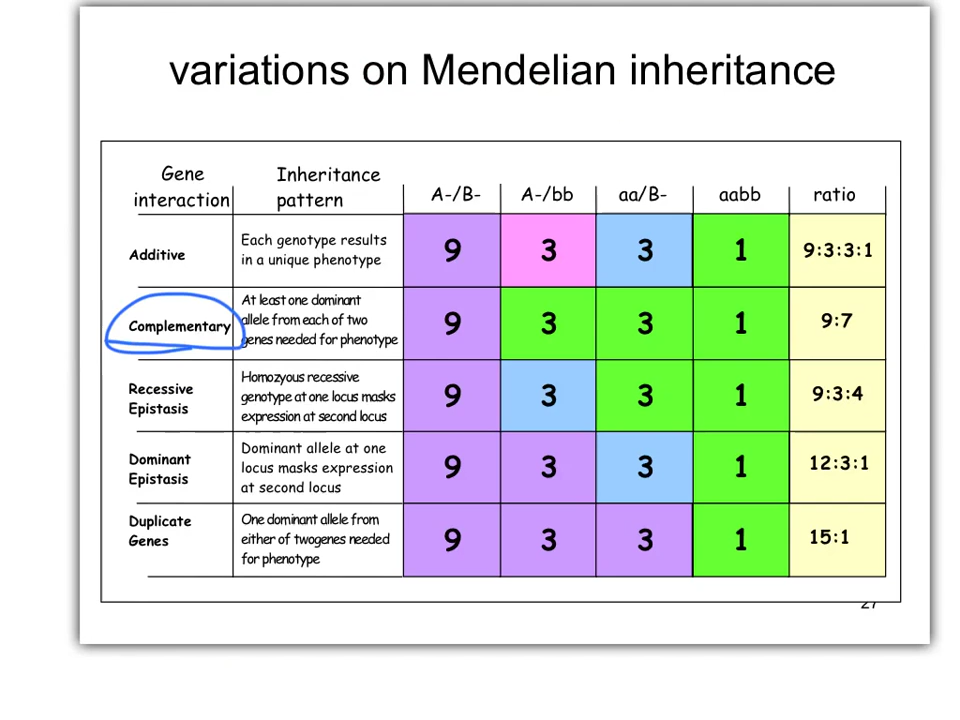 variations on Mendelian inheritance
Gene
interaction
Inheritance
pattern
A-/B-
A-/bb
aa/B-
aabb
ratio
Additive
Each genotype results
in a unique phenotype
9
3
3
1
9:3:3:1
Complementary
At least one dominant
allele from each of two
genes needed for phenotype
9
3
3
1
9:7
Recessive
Epistasis
Homozyous recessive
genotype at one locus masks
expression at second locus
9
3
3
1
9:3:4
Dominant
Epistasis
Dominant allele at one
locus masks expression
at second locus
9
3
3
1
12:3:1
Duplicate
Genes
One dominant allele from
either of twogenes needed
for phenotype
9
3
3
1
15:1
27